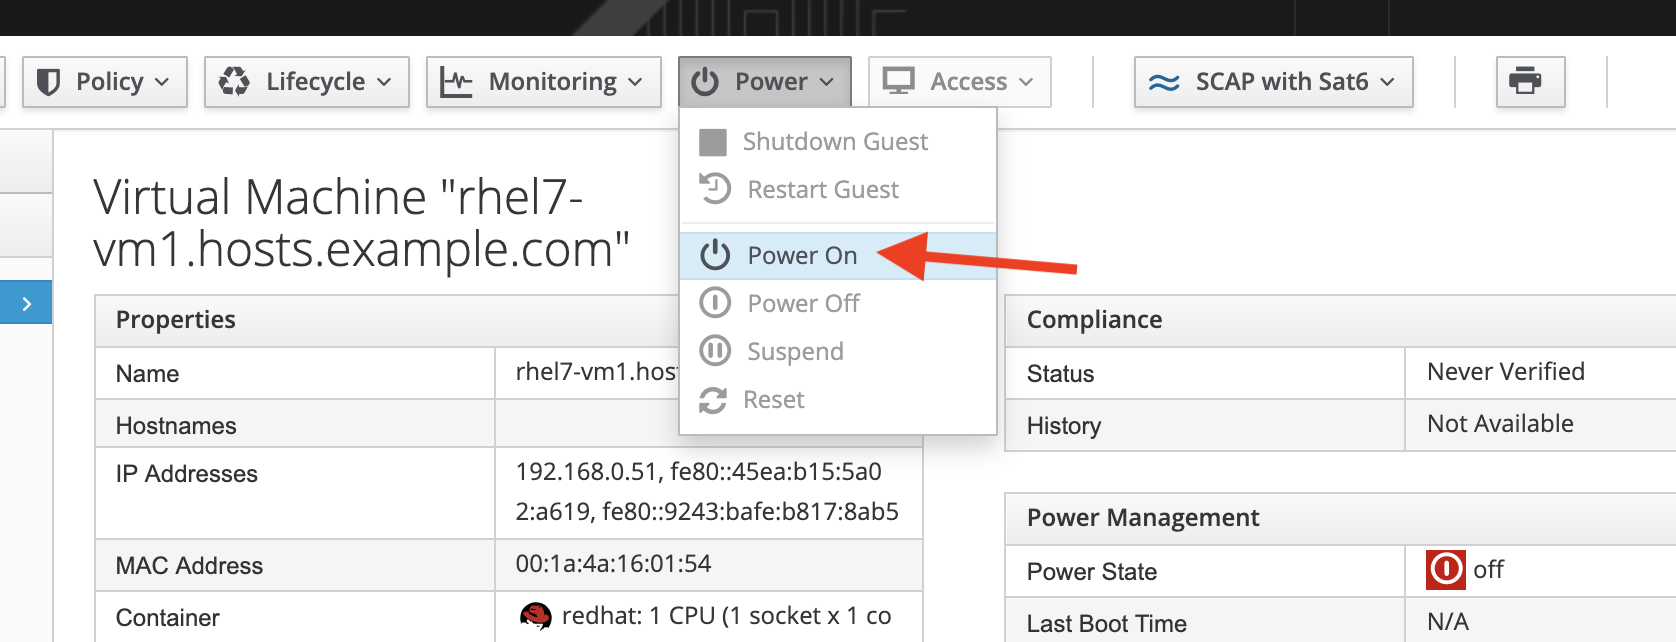 Policy
Lifecycle
Monitoring
Power
Access
SCAP with Sat6
Shutdown Guest
Restart Guest
Power On
Power Off
Suspend
Reset
Virtual Machine "rhel7-
vm1.hosts.example.com"
Properties
Name rhel7-vm1.hos
Hostnames
IP Addresses 192.168.0.51, fe80::45ea:b15:5a0
2:a619, fe80::9243:bafe:b817:8ab5
MAC Address 00:1a:4a:16:01:54
Container redhat: 1 CPU (1 socket x 1 co
Compliance
Status Never Verified
History Not Available
Power Management
Power State off
Last Boot Time N/A